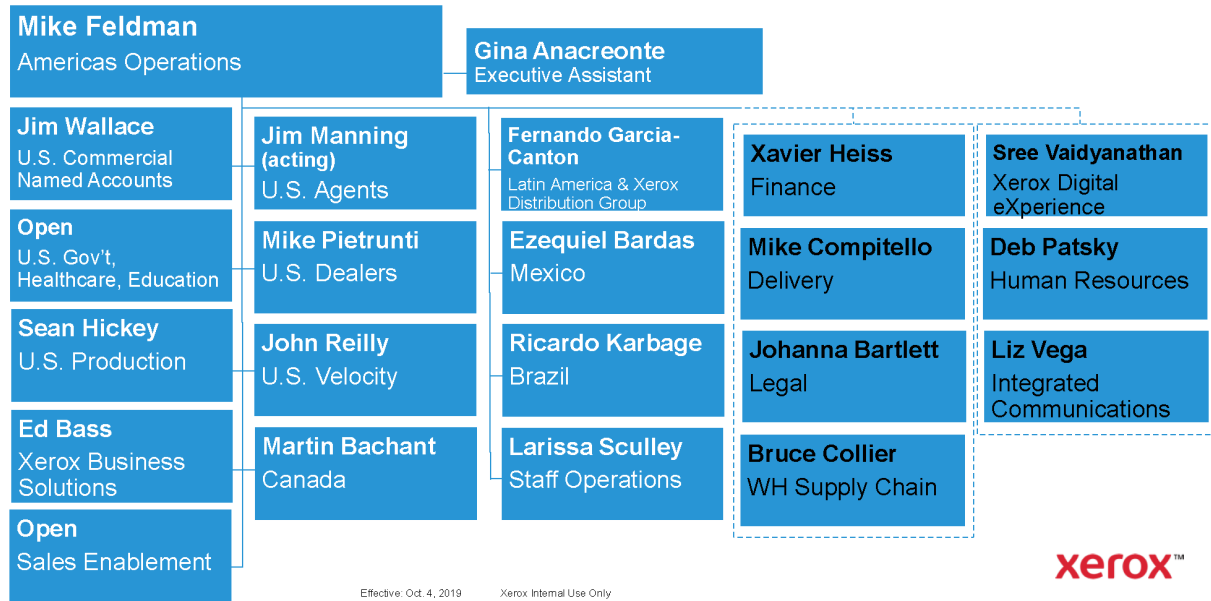 Mike Feldman
Americas Operations
Gina Anacreonte
Executive Assistant
Jim Wallace
U.S. Commercial
Named Accounts
Open
U.S. Gov't,
Healthcare, Education
Sean Hickey
U.S. Production
Ed Bass
Xerox Business
Solutions
Open
Sales Enablement
Jim Manning
(acting)
U.S. Agents
Mike Pietrunti
U.S. Dealers
John Reilly
U.S. Velocity
Martin Bachant
Canada
Fernando Garcia-
Canton
Latin America & Xerox
Distribution Group
Ezequiel Bardas
Mexico
Ricardo Karbage
Brazil
Larissa Sculley
Staff Operations
Xavier Heiss
Finance
Mike Compitello
Delivery
Johanna Bartlett
Legal
Bruce Collier
WH Supply Chain
Sree Vaidyanathan
Xerox Digital
eXperience
Deb Patsky
Human Resources
Liz Vega
Integrated
Communications
xerox™
Effective: Oct. 4, 2019 Xerox Internal Use Only